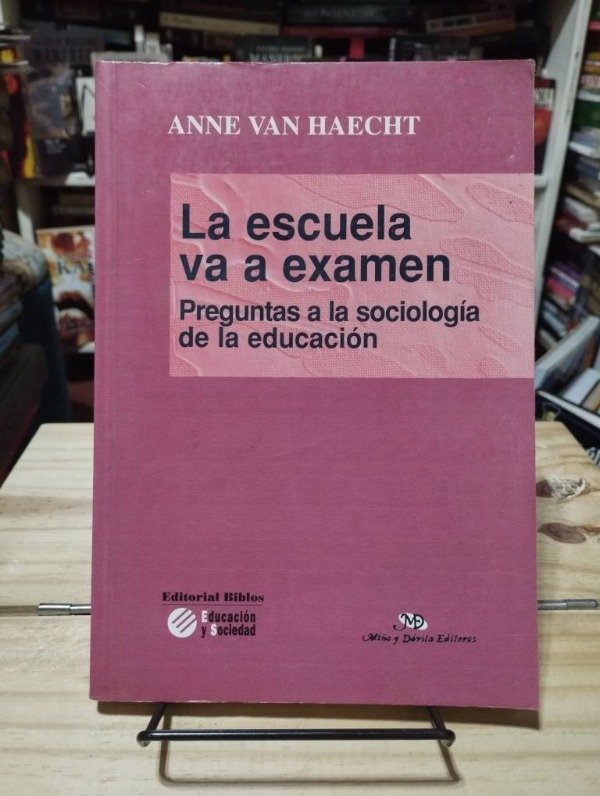 ANNE VAN HAECHT
La escuela
va a examen
Preguntas a la sociología
de la educación
Editorial Biblos
Educación
y Sociedad
MD
Miño y Dávila Editores